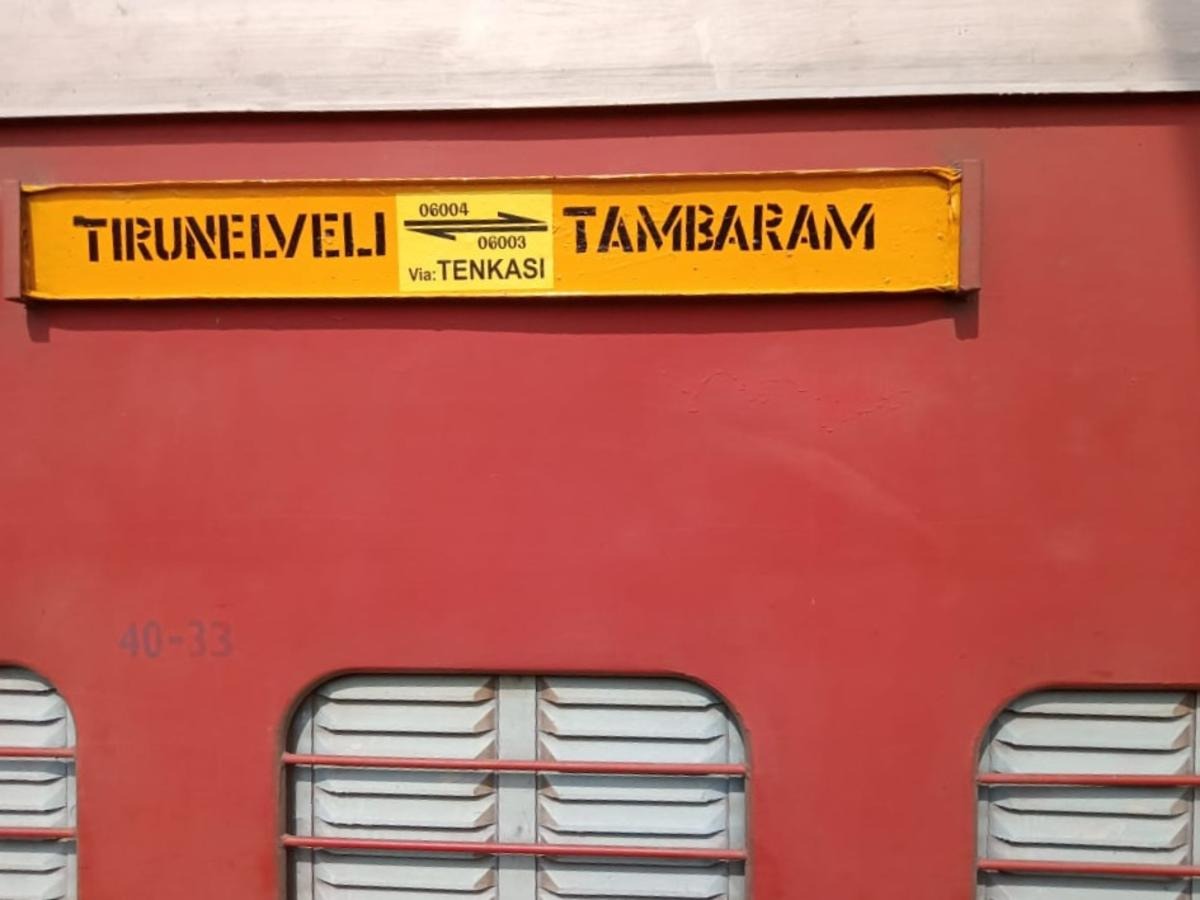 TIRUNELVELI
06004
06003
Via: TENKASI
TAMBARAM
40-33